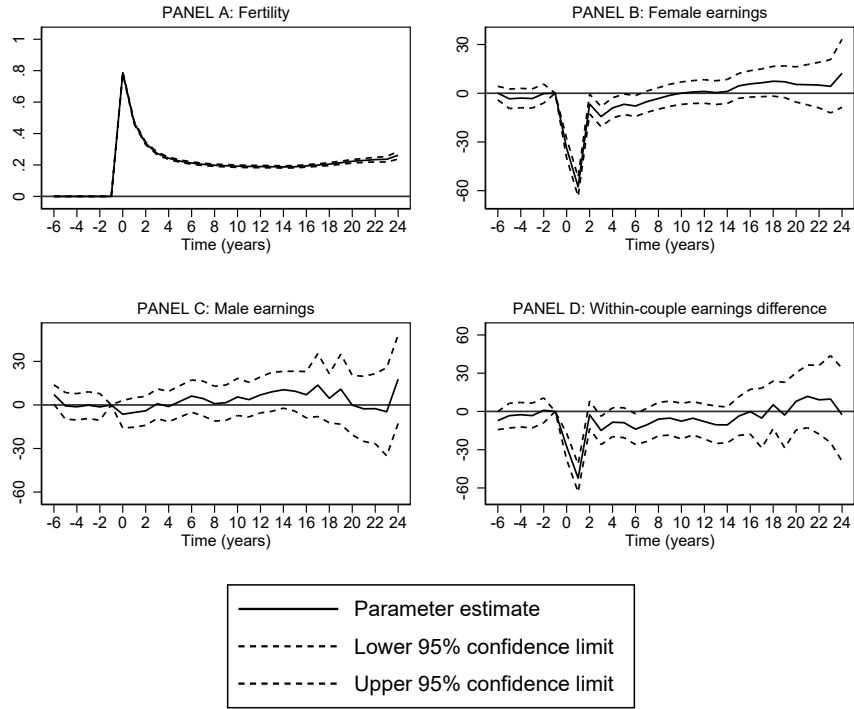 PANEL A: Fertility
1
.8
.6
.4
.2
0
-6 -4 -2 0 2 4 6 8 10 12 14 16 18 20 22 24
Time (years)
PANEL B: Female earnings
30
0
-30
-60
-6 -4 -2 0 2 4 6 8 10 12 14 16 18 20 22 24
Time (years)
PANEL C: Male earnings
30
0
-30
-60
-6 -4 -2 0 2 4 6 8 10 12 14 16 18 20 22 24
Time (years)
PANEL D: Within-couple earnings difference
60
30
0
-30
-60
-6 -4 -2 0 2 4 6 8 10 12 14 16 18 20 22 24
Time (years)
Parameter estimate
Lower 95% confidence limit
Upper 95% confidence limit